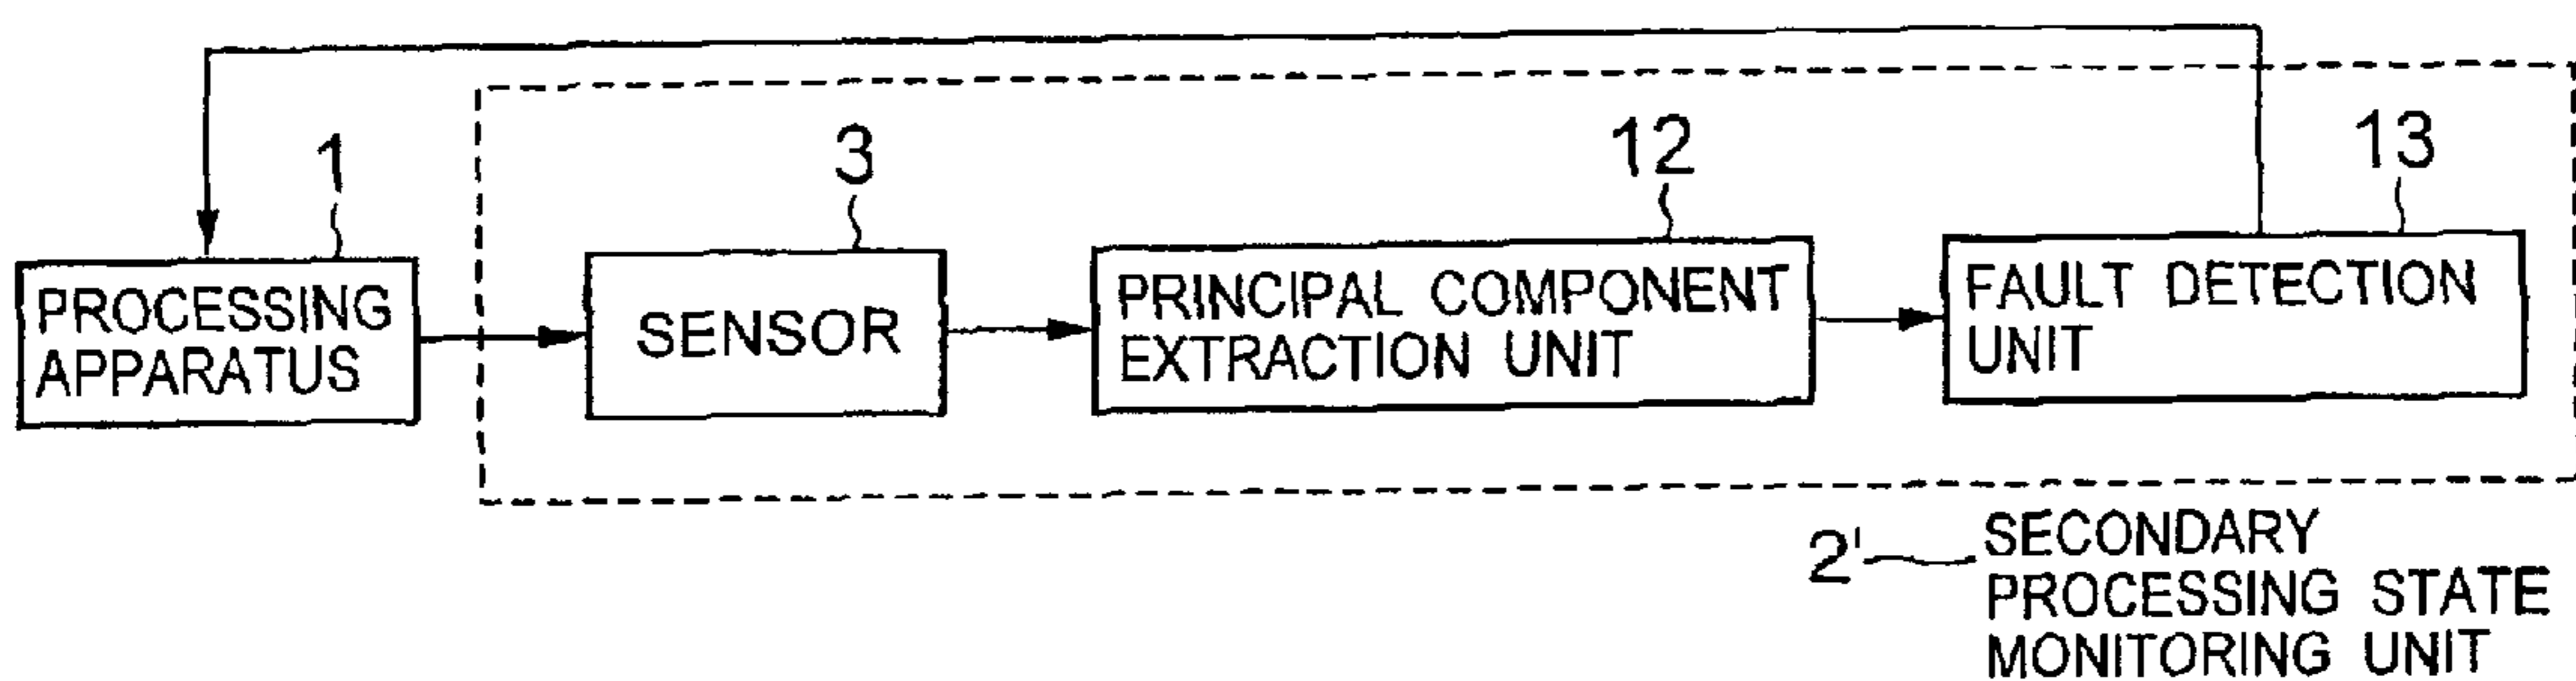 1
3
12
13
PROCESSING
APPARATUS
SENSOR
PRINCIPAL COMPONENT
EXTRACTION UNIT
FAULT DETECTION
UNIT
2' SECONDARY
PROCESSING STATE
MONITORING UNIT